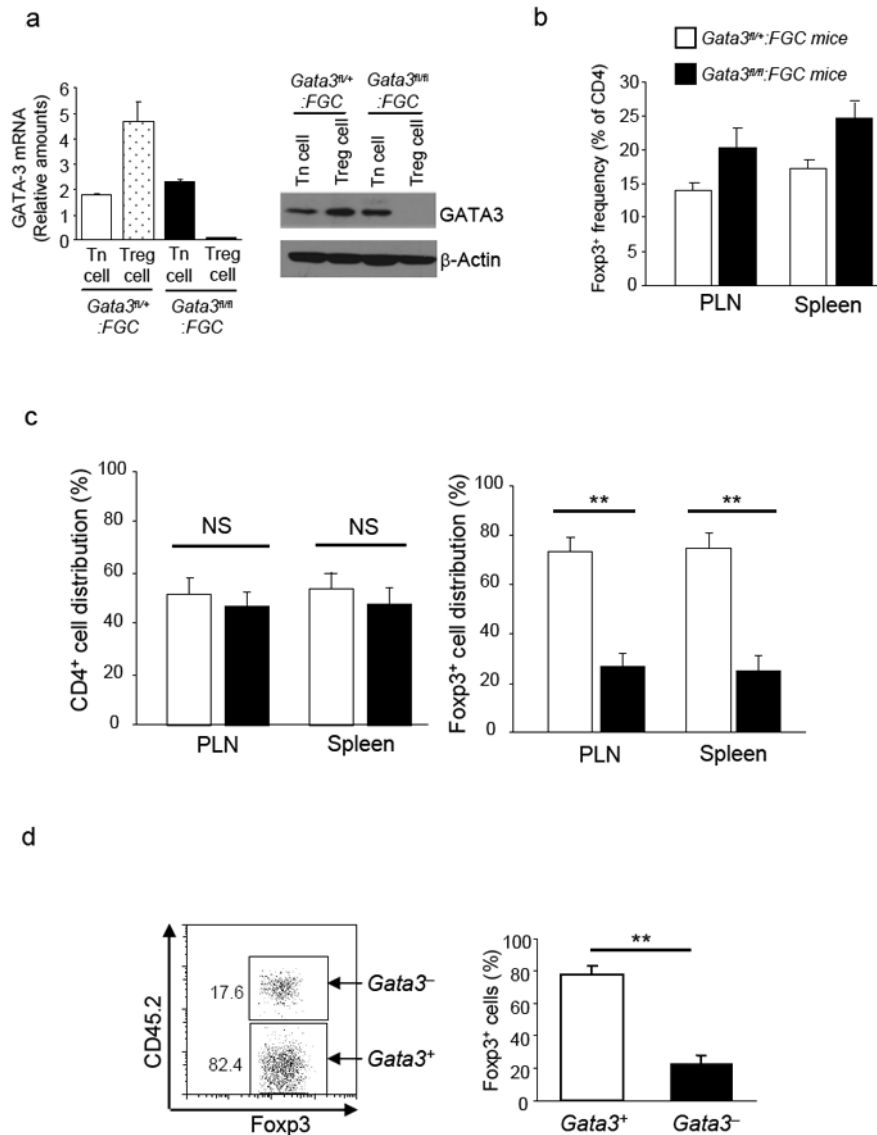 a
GATA-3 mRNA
(Relative amounts)
6
5
4
3
2
1
0
Tn
cell
Treg
cell
Tn
cell
Treg
cell
Gata3fl/+
:FGC
Gata3fl/fl
:FGC
Gata3fl/+
:FGC
Gata3fl/fl
:FGC
Tn cell
Treg cell
Tn cell
Treg cell
GATA3
β-Actin
b
Gata3fl/+:FGC mice
Gata3fl/fl:FGC mice
Foxp3+ frequency (% of CD4)
30
25
20
15
10
5
0
PLN
Spleen
c
CD4+ cell distribution (%)
100
80
60
40
20
0
NS
NS
PLN
Spleen
Foxp3+ cell distribution (%)
100
80
60
40
20
0
**
**
PLN
Spleen
d
CD45.2
17.6
82.4
Gata3–
Gata3+
Foxp3
Foxp3+ cells (%)
100
80
60
40
20
0
**
Gata3+
Gata3–